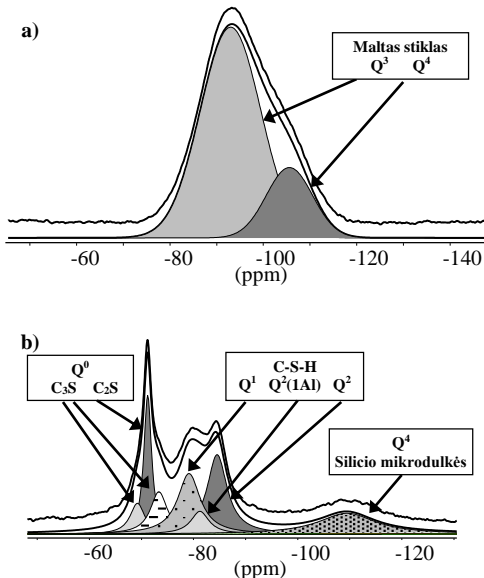 a)
Maltas stiklas
Q³ Q⁴
-60 -80 -100 -120 -140
(ppm)
b)
Q⁰
C₃S C₂S
C-S-H
Q¹ Q²(1Al) Q²
Q⁴
Silicio mikrodulkės
-60 -80 -100 -120
(ppm)